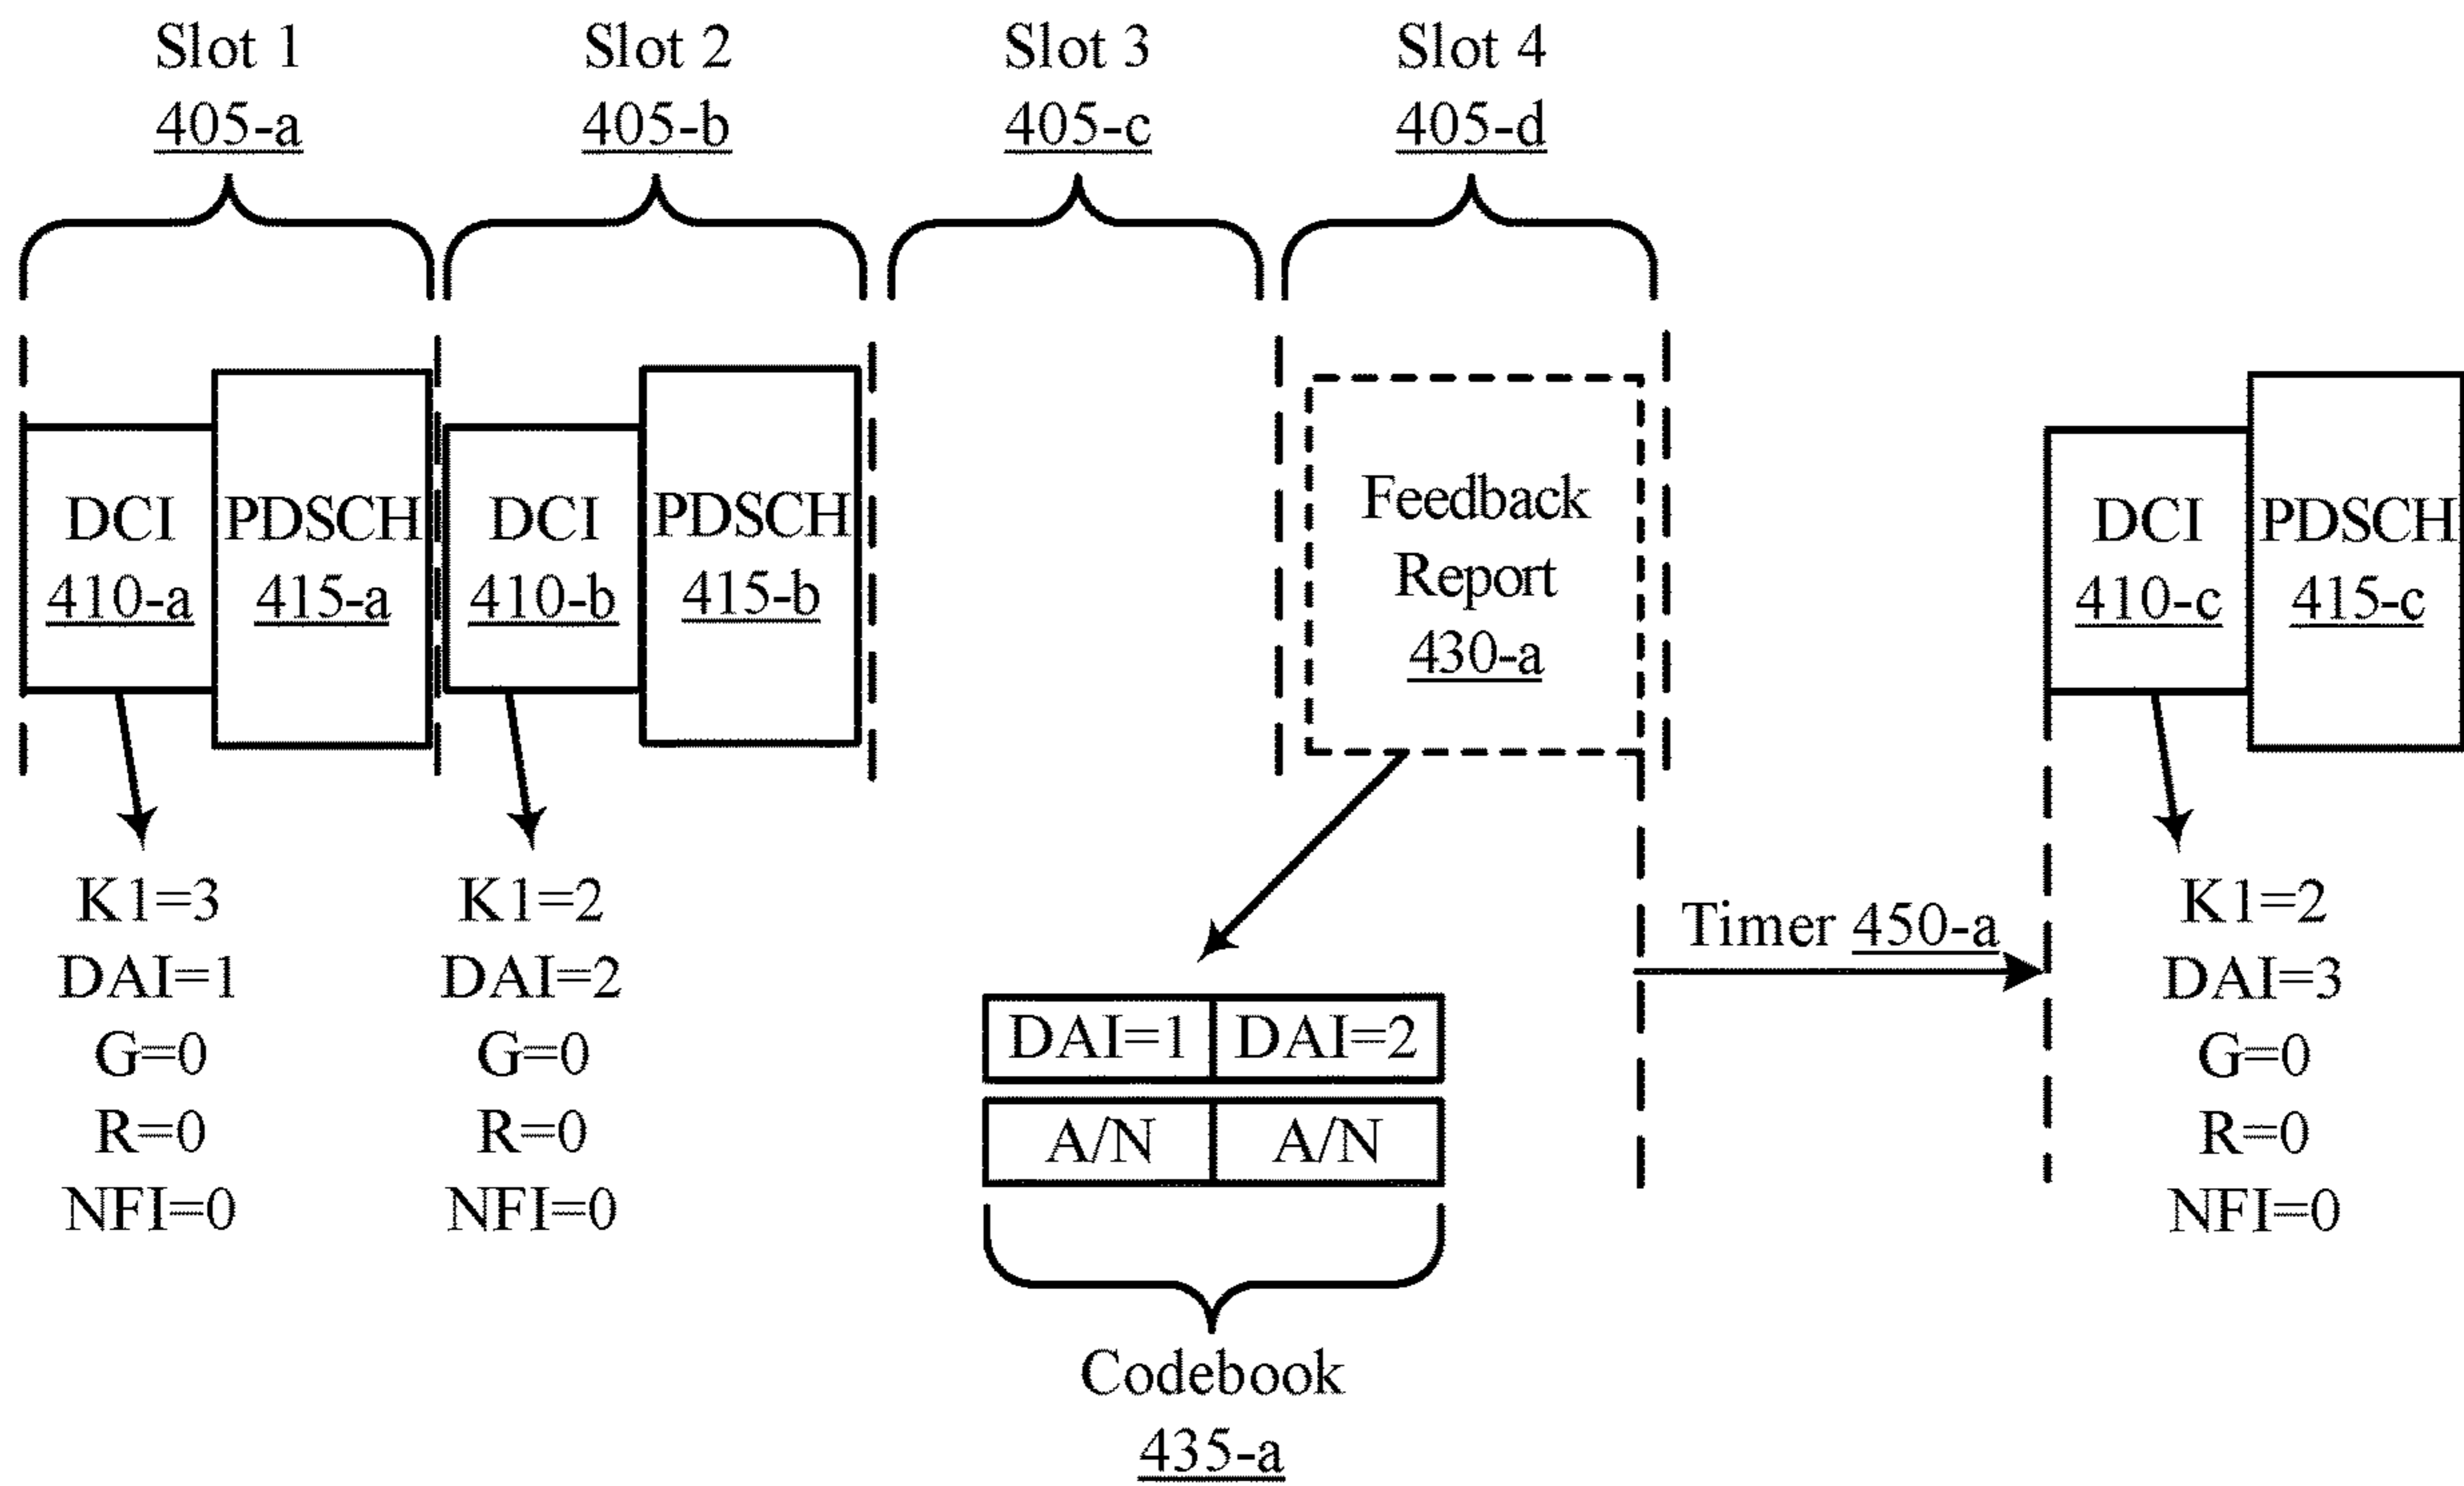 Slot 1
405-a
Slot 2
405-b
Slot 3
405-c
Slot 4
405-d
DCI
410-a
PDSCH
415-a
DCI
410-b
PDSCH
415-b
Feedback
Report
430-a
DCI
410-c
PDSCH
415-c
K1=3
DAI=1
G=0
R=0
NFI=0
K1=2
DAI=2
G=0
R=0
NFI=0
DAI=1 DAI=2
A/N A/N
Codebook
435-a
Timer 450-a
K1=2
DAI=3
G=0
R=0
NFI=0